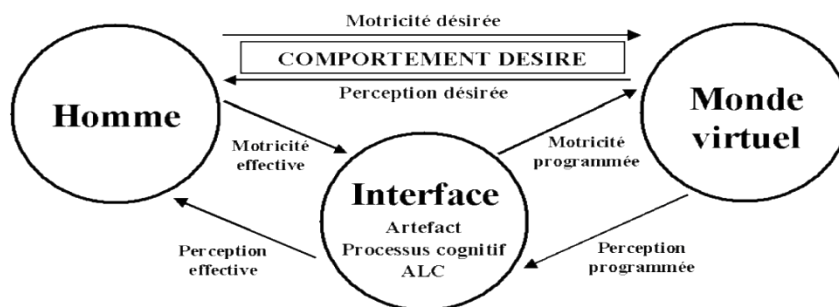 Motricité désirée
COMPORTEMENT DESIRE
Perception désirée
Homme
Monde
virtuel
Motricité
effective
Motricité
programmée
Interface
Artefact
Processus cognitif
ALC
Perception
effective
Perception
programmée